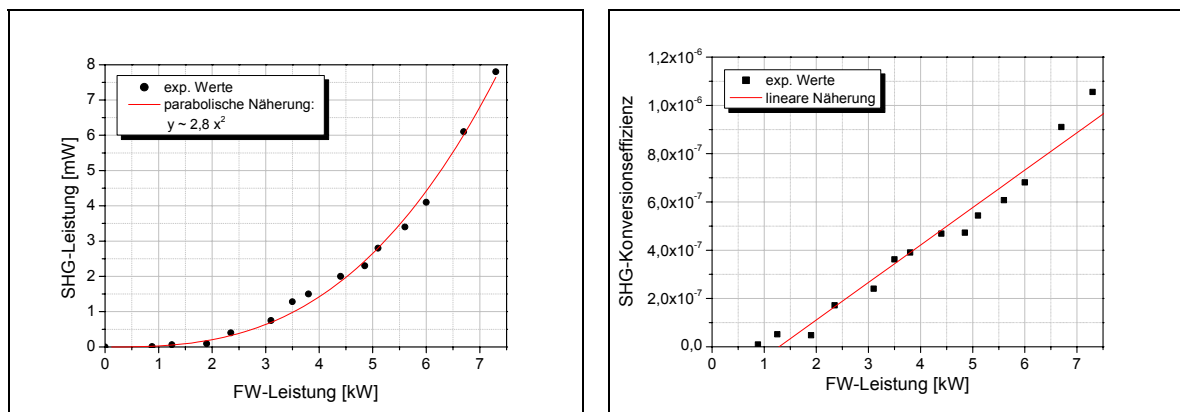 8
7
6
5
4
3
2
1
0
SHG-Leistung [mW]
exp. Werte
parabolische Näherung:
y ~ 2,8 x²
0 1 2 3 4 5 6 7
FW-Leistung [kW]
1,2x10⁻⁶
1,0x10⁻⁶
8,0x10⁻⁷
6,0x10⁻⁷
4,0x10⁻⁷
2,0x10⁻⁷
0,0
SHG-Konversionseffizienz
exp. Werte
lineare Näherung
0 1 2 3 4 5 6 7
FW-Leistung [kW]